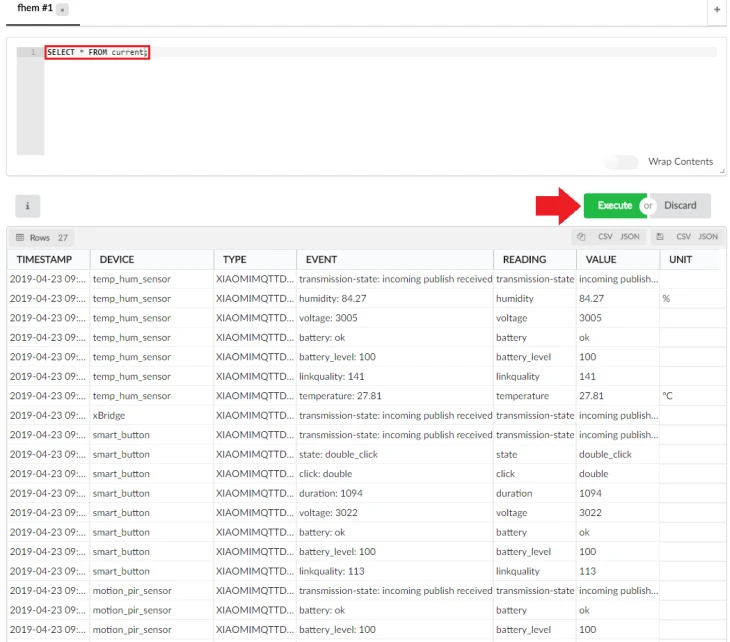 fhem #1 ×
+
1 SELECT * FROM current;
Wrap Contents
i
Execute or Discard
Rows 27 CSV JSON CSV JSON
TIMESTAMP DEVICE TYPE EVENT READING VALUE UNIT
2019-04-23 09:... temp_hum_sensor XIAOMIMQTTD... transmission-state: incoming publish received transmission-state incoming publish...
2019-04-23 09:... temp_hum_sensor XIAOMIMQTTD... humidity: 84.27 humidity 84.27 %
2019-04-23 09:... temp_hum_sensor XIAOMIMQTTD... voltage: 3005 voltage 3005
2019-04-23 09:... temp_hum_sensor XIAOMIMQTTD... battery: ok battery ok
2019-04-23 09:... temp_hum_sensor XIAOMIMQTTD... battery_level: 100 battery_level 100
2019-04-23 09:... temp_hum_sensor XIAOMIMQTTD... linkquality: 141 linkquality 141
2019-04-23 09:... temp_hum_sensor XIAOMIMQTTD... temperature: 27.81 temperature 27.81 °C
2019-04-23 09:... xBridge XIAOMIMQTTD... transmission-state: incoming publish received transmission-state incoming publish...
2019-04-23 09:... smart_button XIAOMIMQTTD... transmission-state: incoming publish received transmission-state incoming publish...
2019-04-23 09:... smart_button XIAOMIMQTTD... state: double_click state double_click
2019-04-23 09:... smart_button XIAOMIMQTTD... click: double click double
2019-04-23 09:... smart_button XIAOMIMQTTD... duration: 1094 duration 1094
2019-04-23 09:... smart_button XIAOMIMQTTD... voltage: 3022 voltage 3022
2019-04-23 09:... smart_button XIAOMIMQTTD... battery: ok battery ok
2019-04-23 09:... smart_button XIAOMIMQTTD... battery_level: 100 battery_level 100
2019-04-23 09:... smart_button XIAOMIMQTTD... linkquality: 113 linkquality 113
2019-04-23 09:... motion_pir_sensor XIAOMIMQTTD... transmission-state: incoming publish received transmission-state incoming publish...
2019-04-23 09:... motion_pir_sensor XIAOMIMQTTD... battery: ok battery ok
2019-04-23 09:... motion_pir_sensor XIAOMIMQTTD... battery_level: 100 battery_level 100